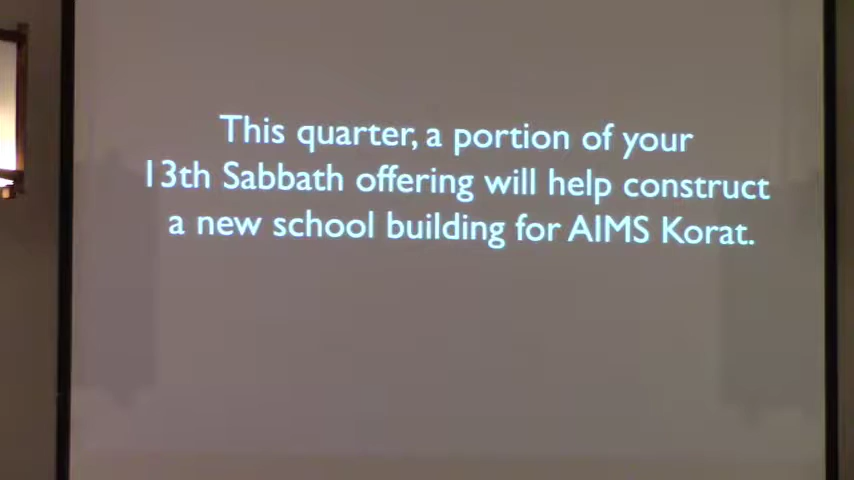 This quarter, a portion of your
13th Sabbath offering will help construct
a new school building for AIMS Korat.